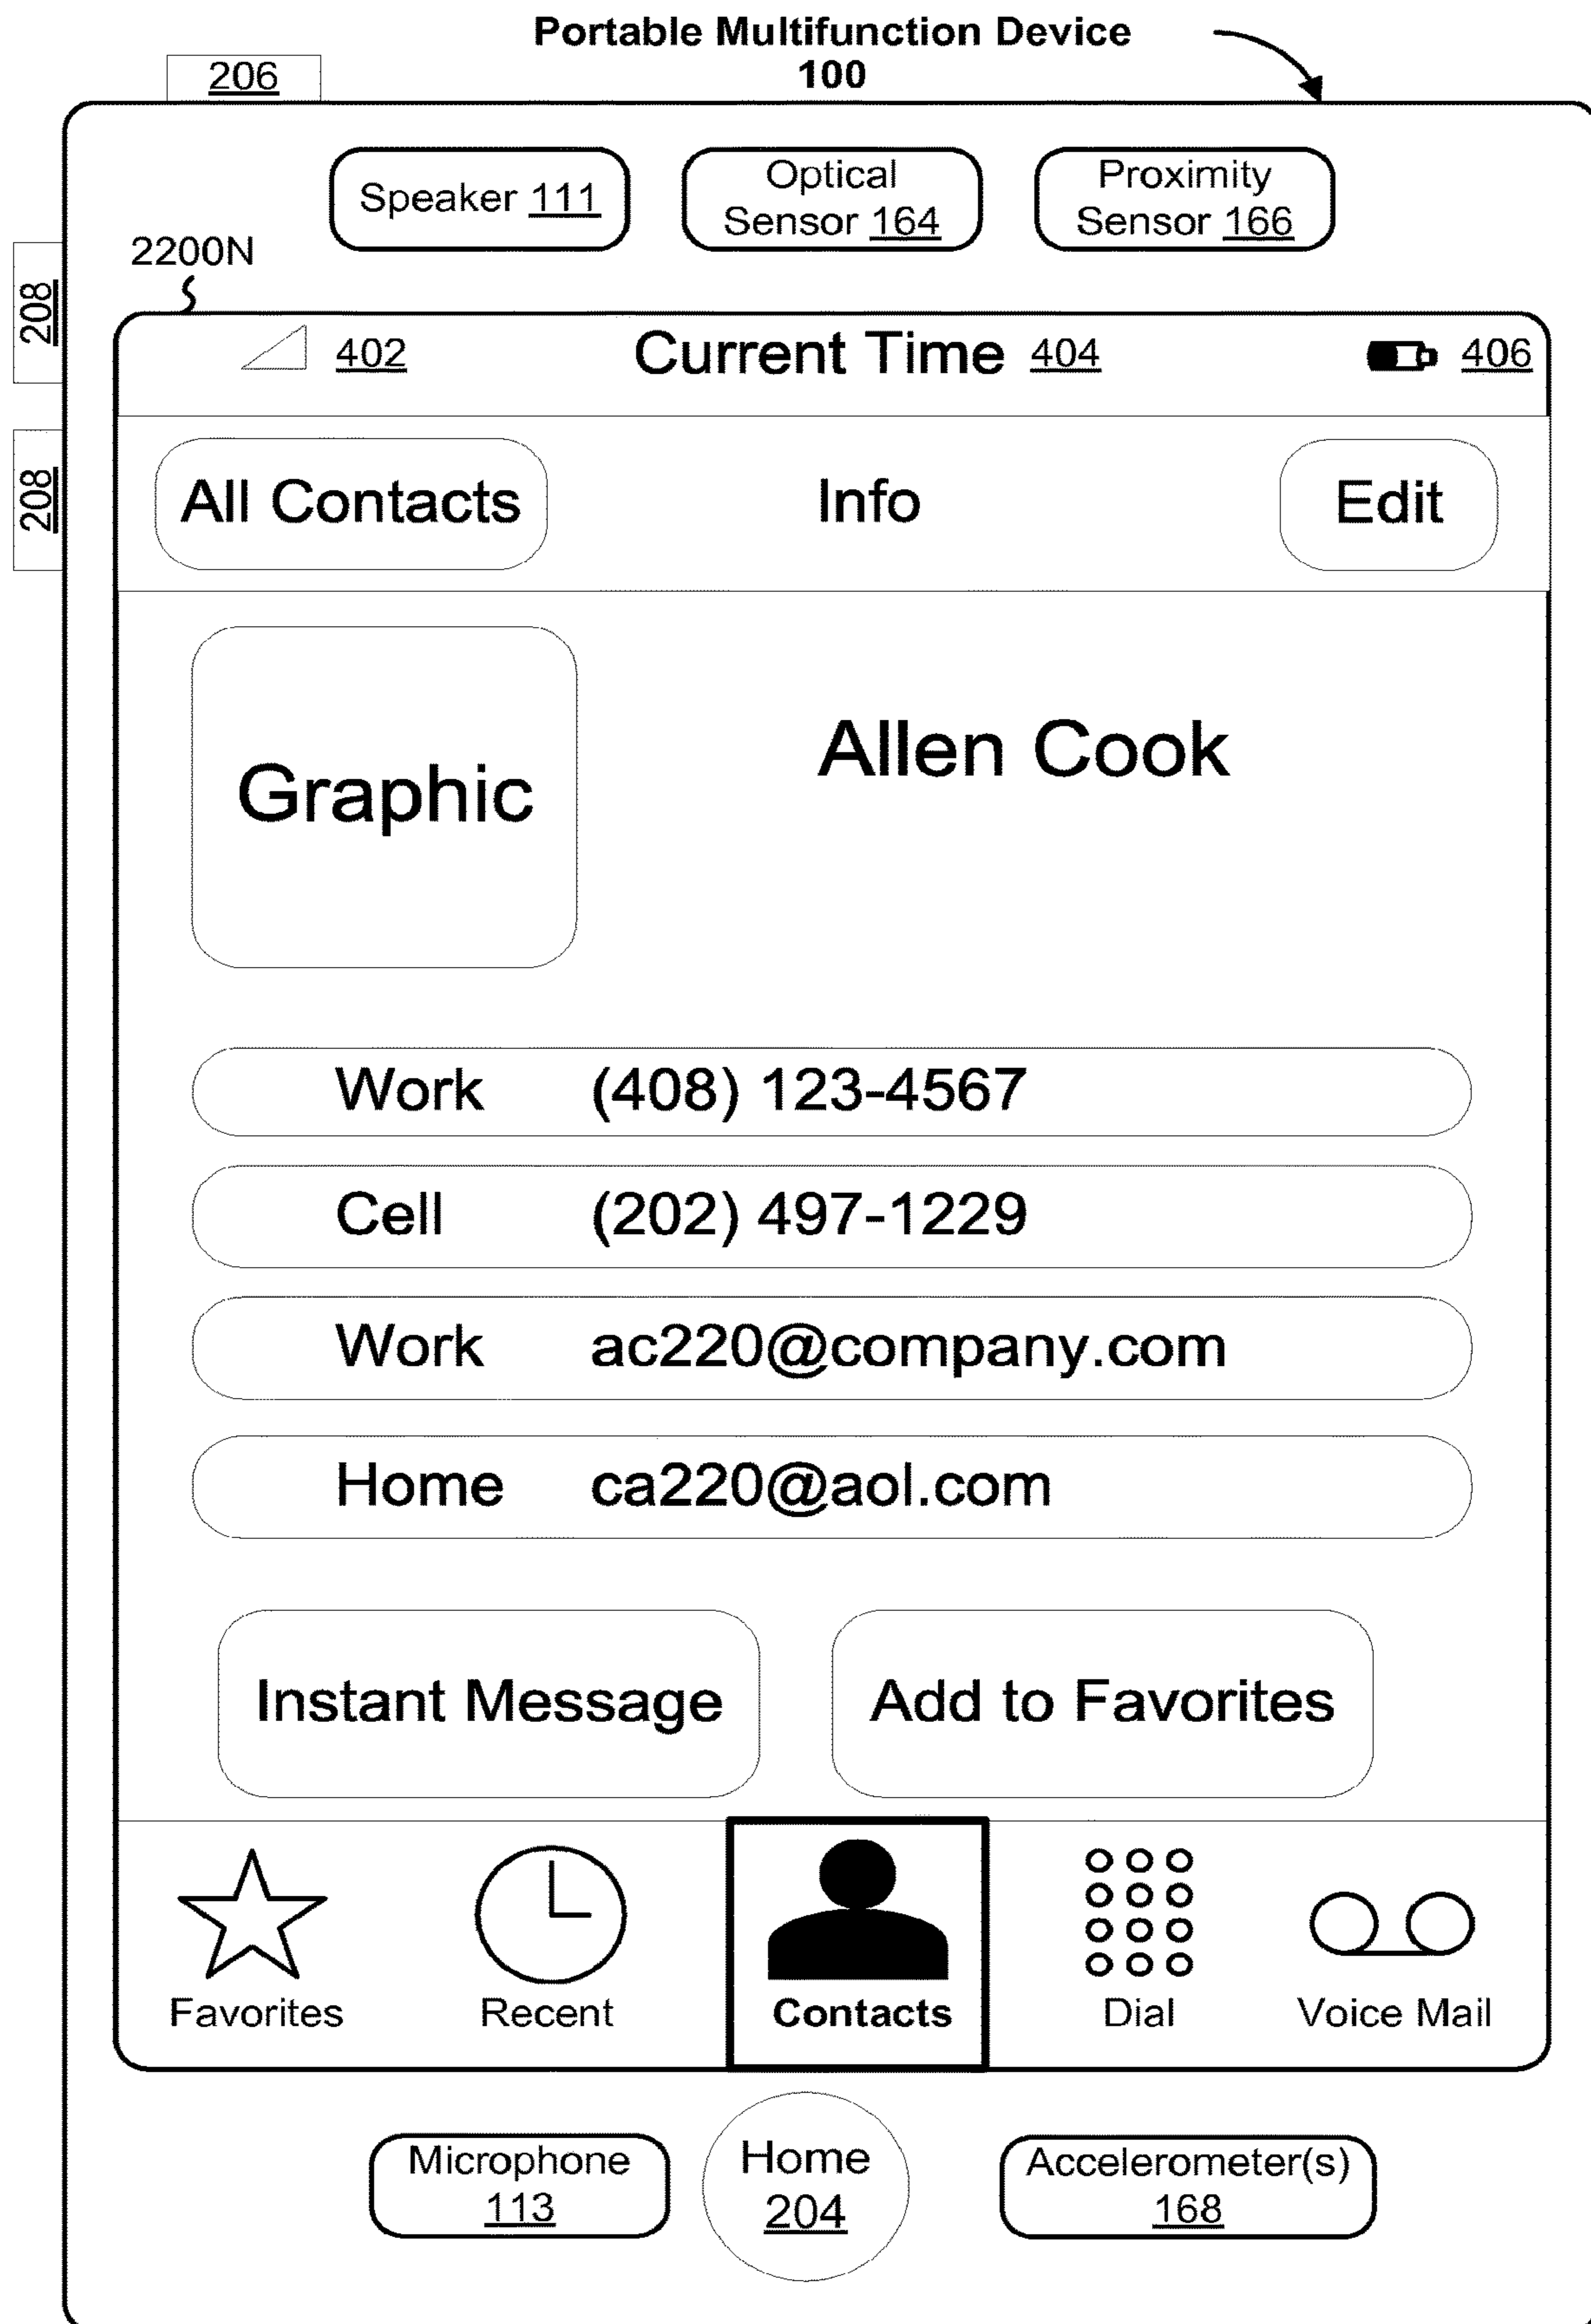 Portable Multifunction Device
100
206
Speaker 111
Optical
Sensor 164
Proximity
Sensor 166
2200N
208
402
Current Time 404
406
208
All Contacts
Info
Edit
Graphic
Allen Cook
Work (408) 123-4567
Cell (202) 497-1229
Work ac220@company.com
Home ca220@aol.com
Instant Message
Add to Favorites
Favorites
Recent
Contacts
Dial
Voice Mail
Microphone
113
Home
204
Accelerometer(s)
168